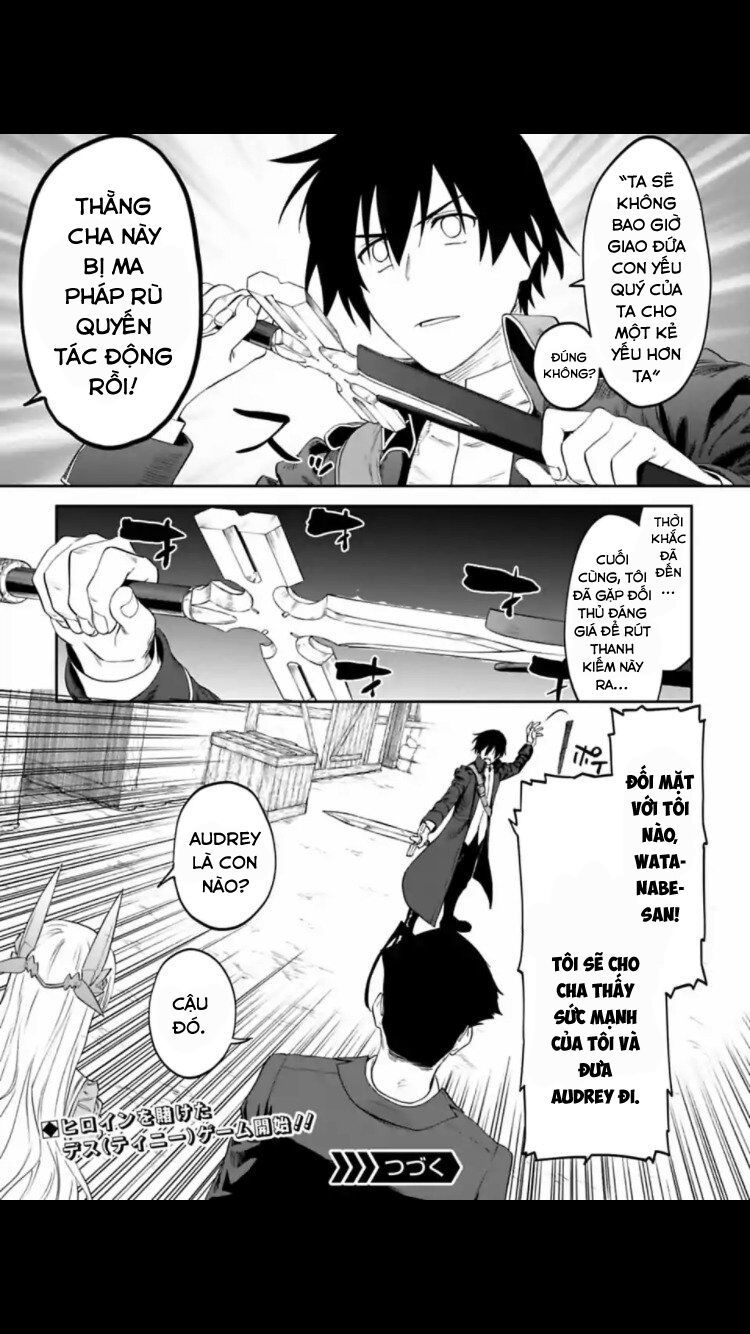 “TA SẼ
KHÔNG
BAO GIỜ
GIAO ĐỨA
CON YẾU
QUÝ CỦA
TA CHO
MỘT KẺ
YẾU HƠN
TA”
ĐÚNG
KHÔNG?
THẰNG
CHA NÀY
BỊ MA
PHÁP RÙ
QUYẾN
TÁC ĐỘNG
RỒI!
ス
THỜI
KHẮC
ĐÃ
ĐẾN
...
CUỐI
CÙNG, TÔI
ĐÃ GẶP ĐỐI
THỦ ĐÁNG
GIÁ ĐỂ RÚT
THANH
KIẾM NÀY
RA...
ĐỐI MẶT
VỚI TÔI
NÀO,
WATA-
NABE-
SAN!
TÔI SẼ CHO
CHA THẤY
SỨC MẠNH
CỦA TÔI VÀ
ĐƯA
AUDREY ĐI.
AUDREY
LÀ CON
NÀO?
CẬU
ĐÓ.
◆ヒロインを賭けた
デス(ティニー)ゲーム開始!!
つづく